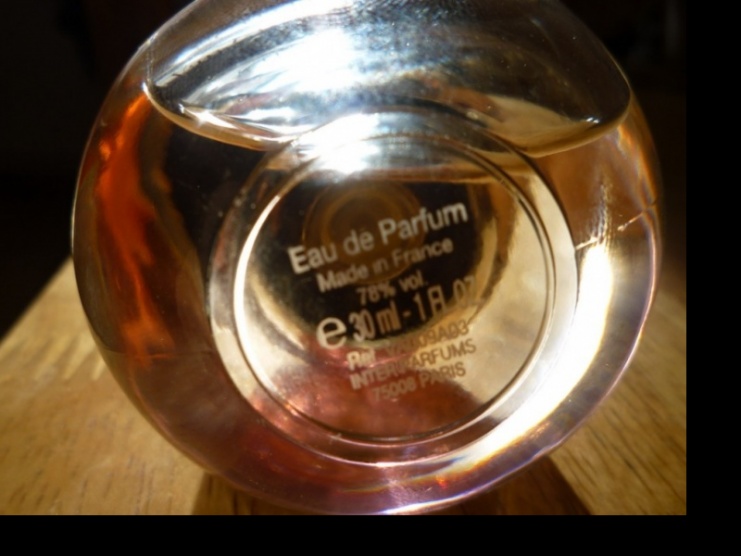 Eau de Parfum
Made in France
78% vol.
℮ 30 ml - 1 Fl. OZ
Ref.
INTERPARFUMS
75008 PARIS